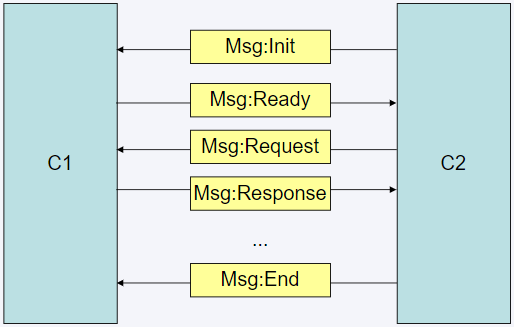 Msg:Init
Msg:Ready
Msg:Request
C1
C2
Msg:Response
...
Msg:End